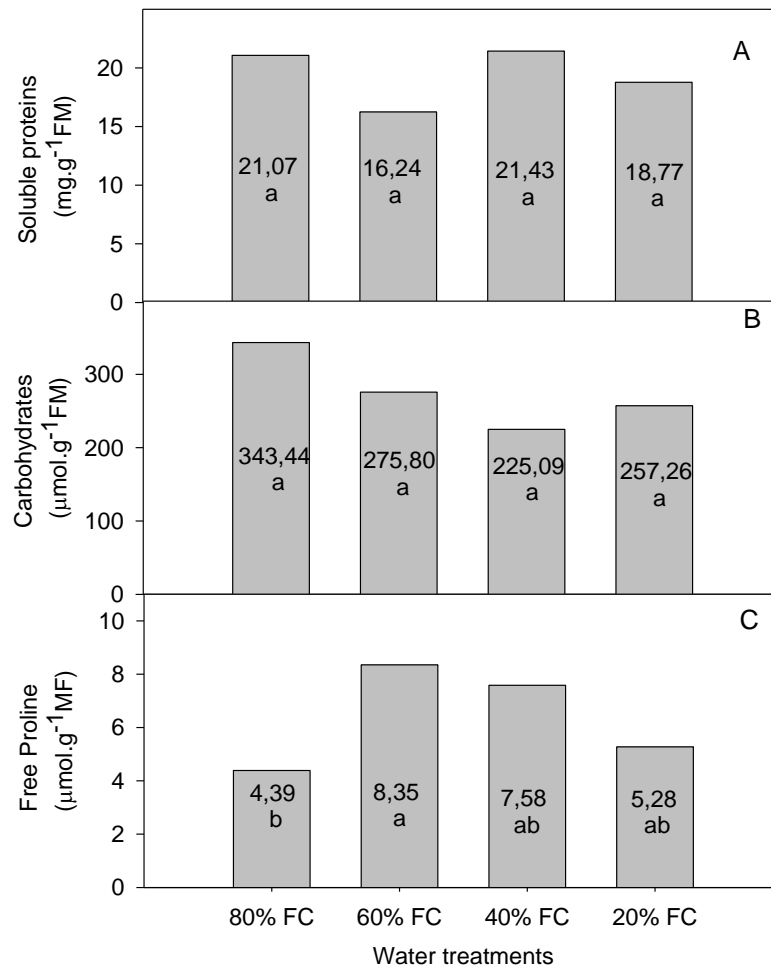 A
Soluble proteins
(mg.g-1FM)
20
15
10
5
0
21,07
a
16,24
a
21,43
a
18,77
a
B
Carbohydrates
(μmol.g-1FM)
300
200
100
0
343,44
a
275,80
a
225,09
a
257,26
a
C
Free Proline
(μmol.g-1MF)
10
8
6
4
2
0
4,39
b
8,35
a
7,58
ab
5,28
ab
80% FC 60% FC 40% FC 20% FC
Water treatments